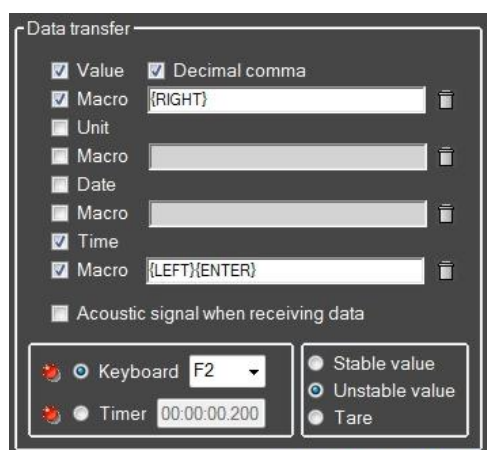 Data transfer
Value Decimal comma
Macro {RIGHT}
Unit
Macro
Date
Macro
Time
Macro {LEFT}{ENTER}
Acoustic signal when receiving data
Keyboard F2
Timer 00:00:00.200
Stable value
Unstable value
Tare